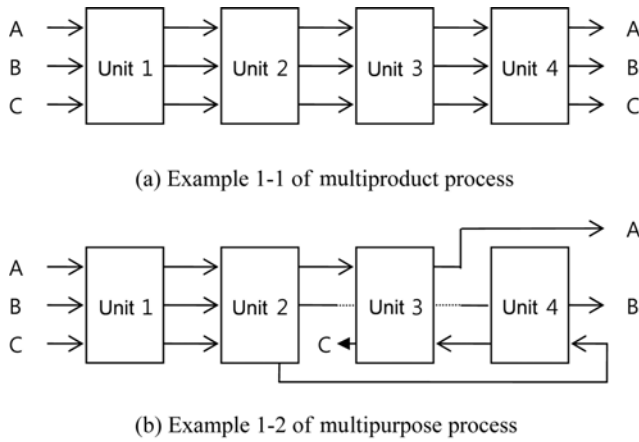 A Unit 1 Unit 2 Unit 3 Unit 4 A
B B
C C
(a) Example 1-1 of multiproduct process
A
A
B Unit 1 Unit 2 Unit 3 Unit 4 B
C C
(b) Example 1-2 of multipurpose process